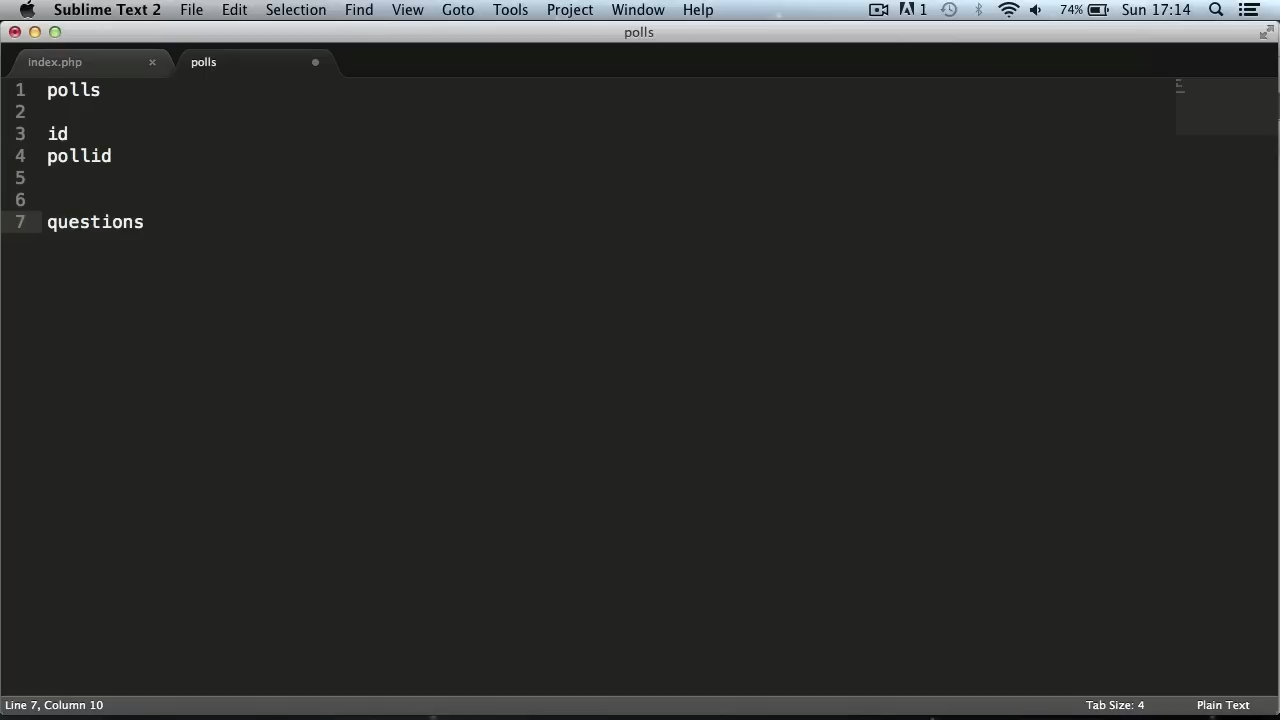 Sublime Text 2 File Edit Selection Find View Goto Tools Project Window Help 1 74% Sun 17:14
polls
index.php × polls
1 polls
2
3 id
4 pollid
5
6
7 questions
Line 7, Column 10 Tab Size: 4 Plain Text